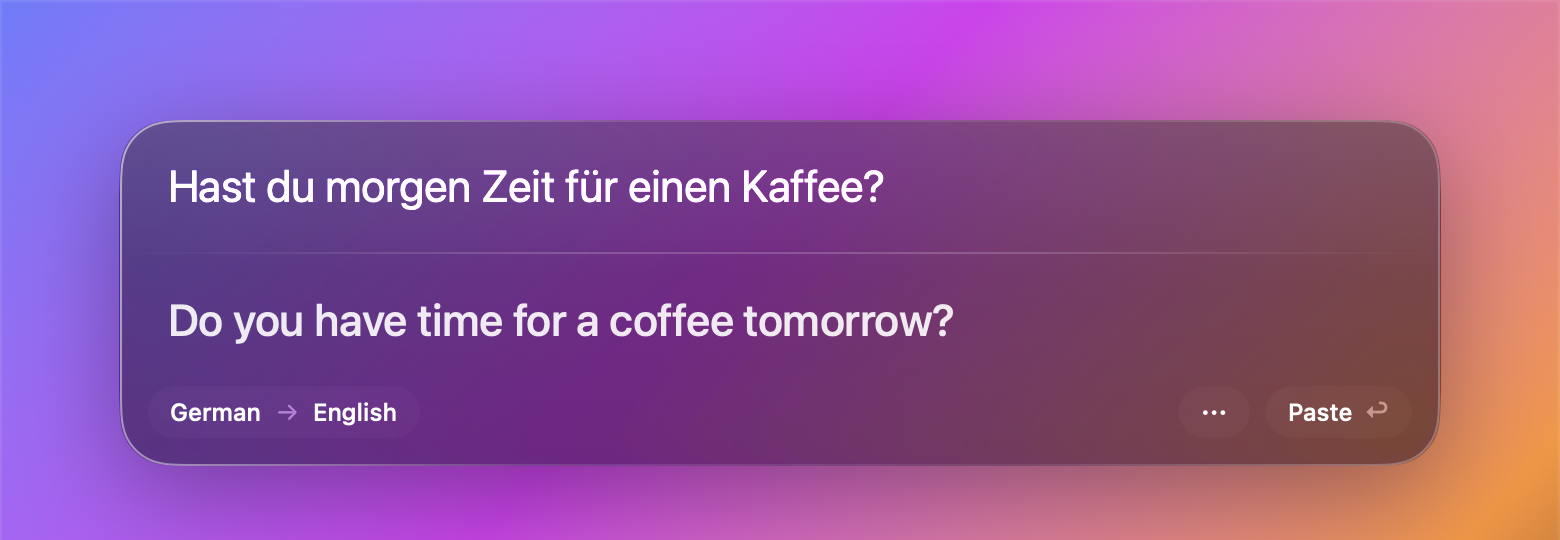 Hast du morgen Zeit für einen Kaffee?
Do you have time for a coffee tomorrow?
German → English
... Paste ↩